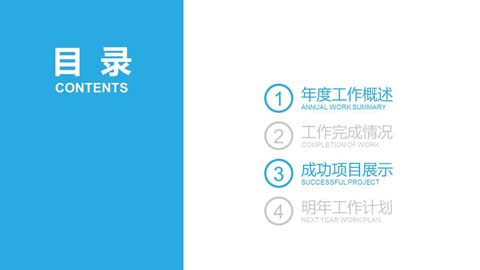 目 录
CONTENTS
1 年度工作概述
ANNUAL WORK SUMMARY
2 工作完成情况
COMPLETION OF WORK
3 成功项目展示
SUCCESSFUL PROJECT
4 明年工作计划
NEXT YEAR WORK PLAN